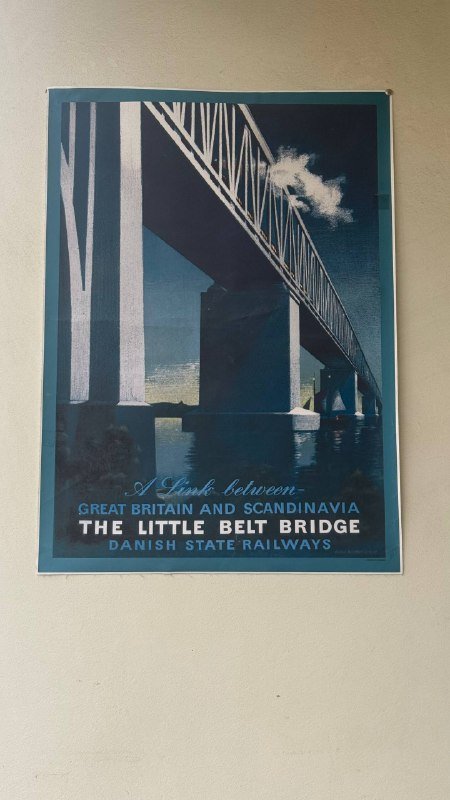 A Link between-
GREAT BRITAIN AND SCANDINAVIA
THE LITTLE BELT BRIDGE
DANISH STATE RAILWAYS